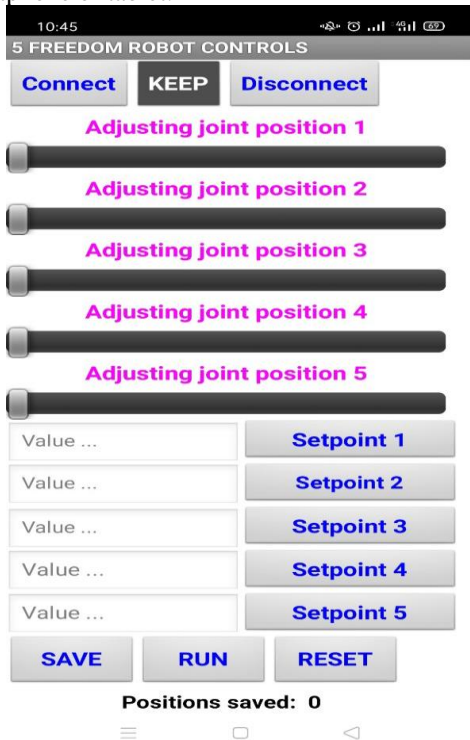 10:45 4G 69
5 FREEDOM ROBOT CONTROLS
Connect KEEP Disconnect
Adjusting joint position 1
Adjusting joint position 2
Adjusting joint position 3
Adjusting joint position 4
Adjusting joint position 5
Value ... Setpoint 1
Value ... Setpoint 2
Value ... Setpoint 3
Value ... Setpoint 4
Value ... Setpoint 5
SAVE RUN RESET
Positions saved: 0